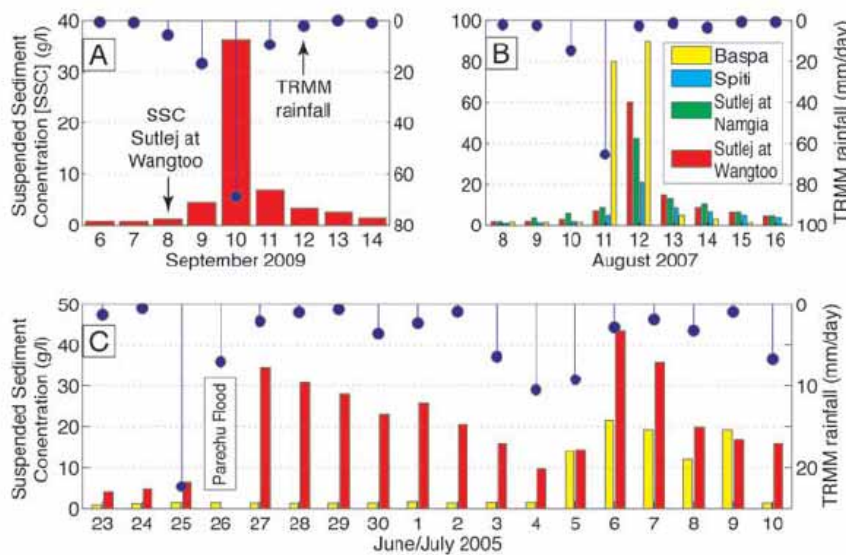 40
30
20
10
0
Suspended Sediment
Conentration [SSC] (g/l)
A
SSC
Sutlej at
Wangtoo
TRMM
rainfall
0
20
40
60
80
6 7 8 9 10 11 12 13 14
September 2009
100
80
60
40
20
0
B
Baspa
Spiti
Sutlej at
Namgia
Sutlej at
Wangtoo
0
20
40
60
80
100
TRMM rainfall (mm/day)
8 9 10 11 12 13 14 15 16
August 2007
50
40
30
20
10
0
Suspended Sediment
Conentration (g/l)
C
Parechu Flood
0
10
20
TRMM rainfall (mm/day)
23 24 25 26 27 28 29 30 1 2 3 4 5 6 7 8 9 10
June/July 2005